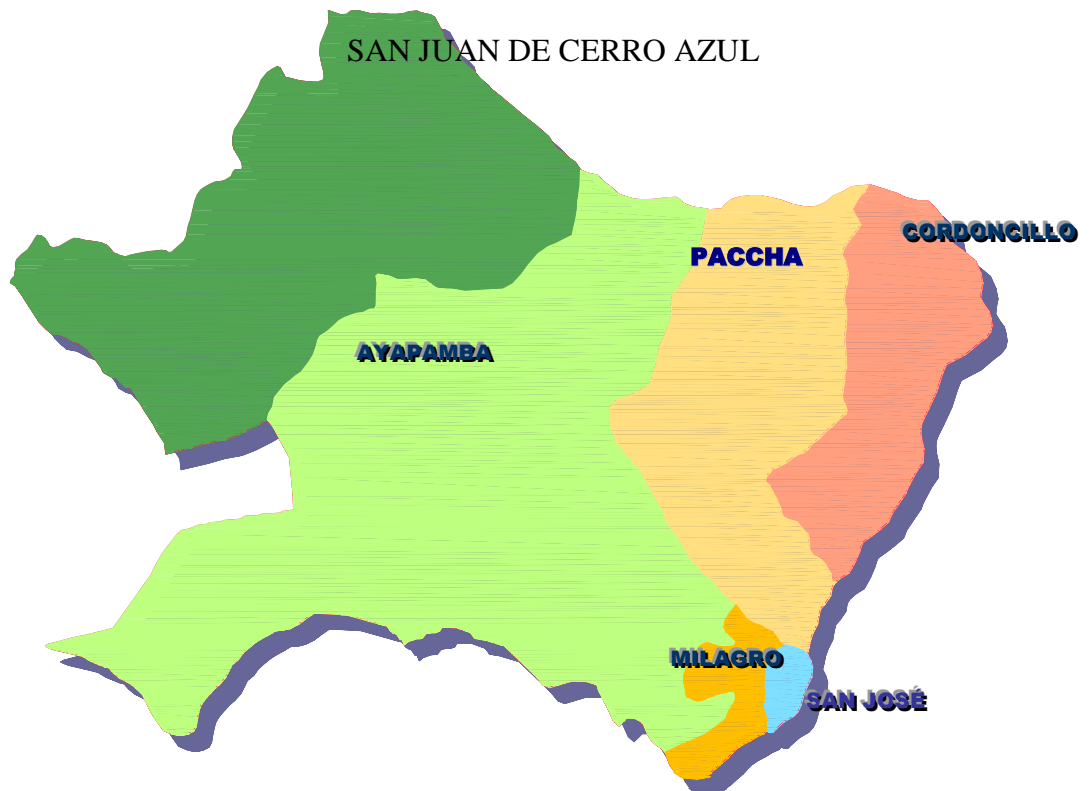 SAN JUAN DE CERRO AZUL
CORDONCILLO
PACCHA
AYAPAMBA
MILAGRO
SAN JOSÉ